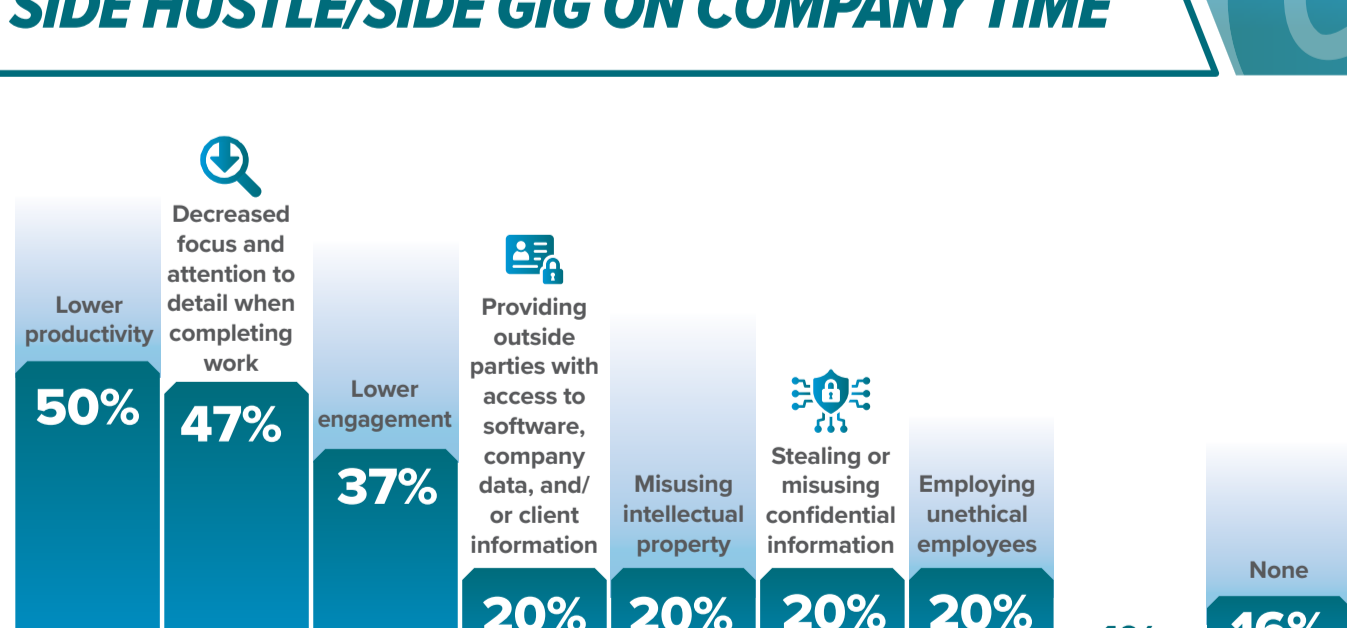 SIDE HUSTLE/SIDE GIG ON COMPANY TIME
Lower
productivity
50%
Decreased
focus and
attention to
detail when
completing
work
47%
Lower
engagement
37%
Providing
outside
parties with
access to
software,
company
data, and/
or client
information
20%
Misusing
intellectual
property
20%
Stealing or
misusing
confidential
information
20%
Employing
unethical
employees
20%
None
16%